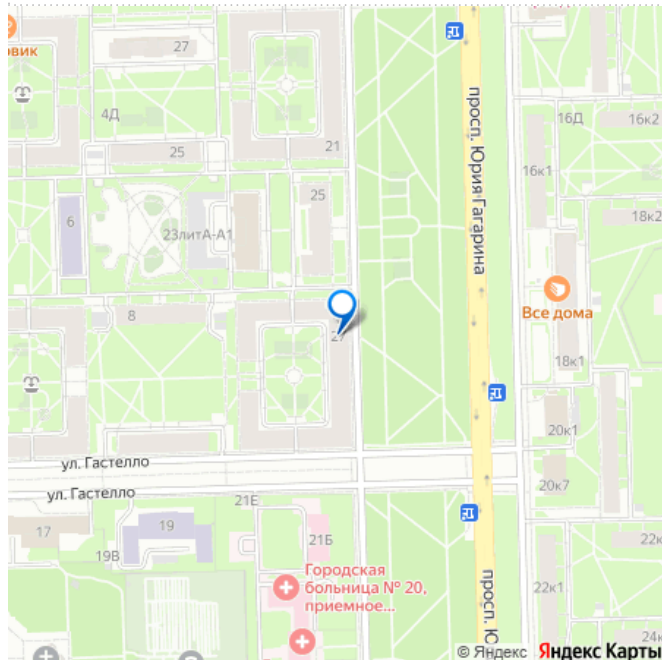 овик
27
4Д
21
25
25
6
23литА-А1
8
27
просп. Юрия Гагарина
16Д
16к2
16к1
18к2
Все дома
18к1
20к1
20к7
ул. Гастелло
ул. Гастелло
21Е
17
19
21Б
19В
Городская
больница № 20,
приемное...
просп. Ю
22к
22к1
24к
© Яндекс Яндекс Карты